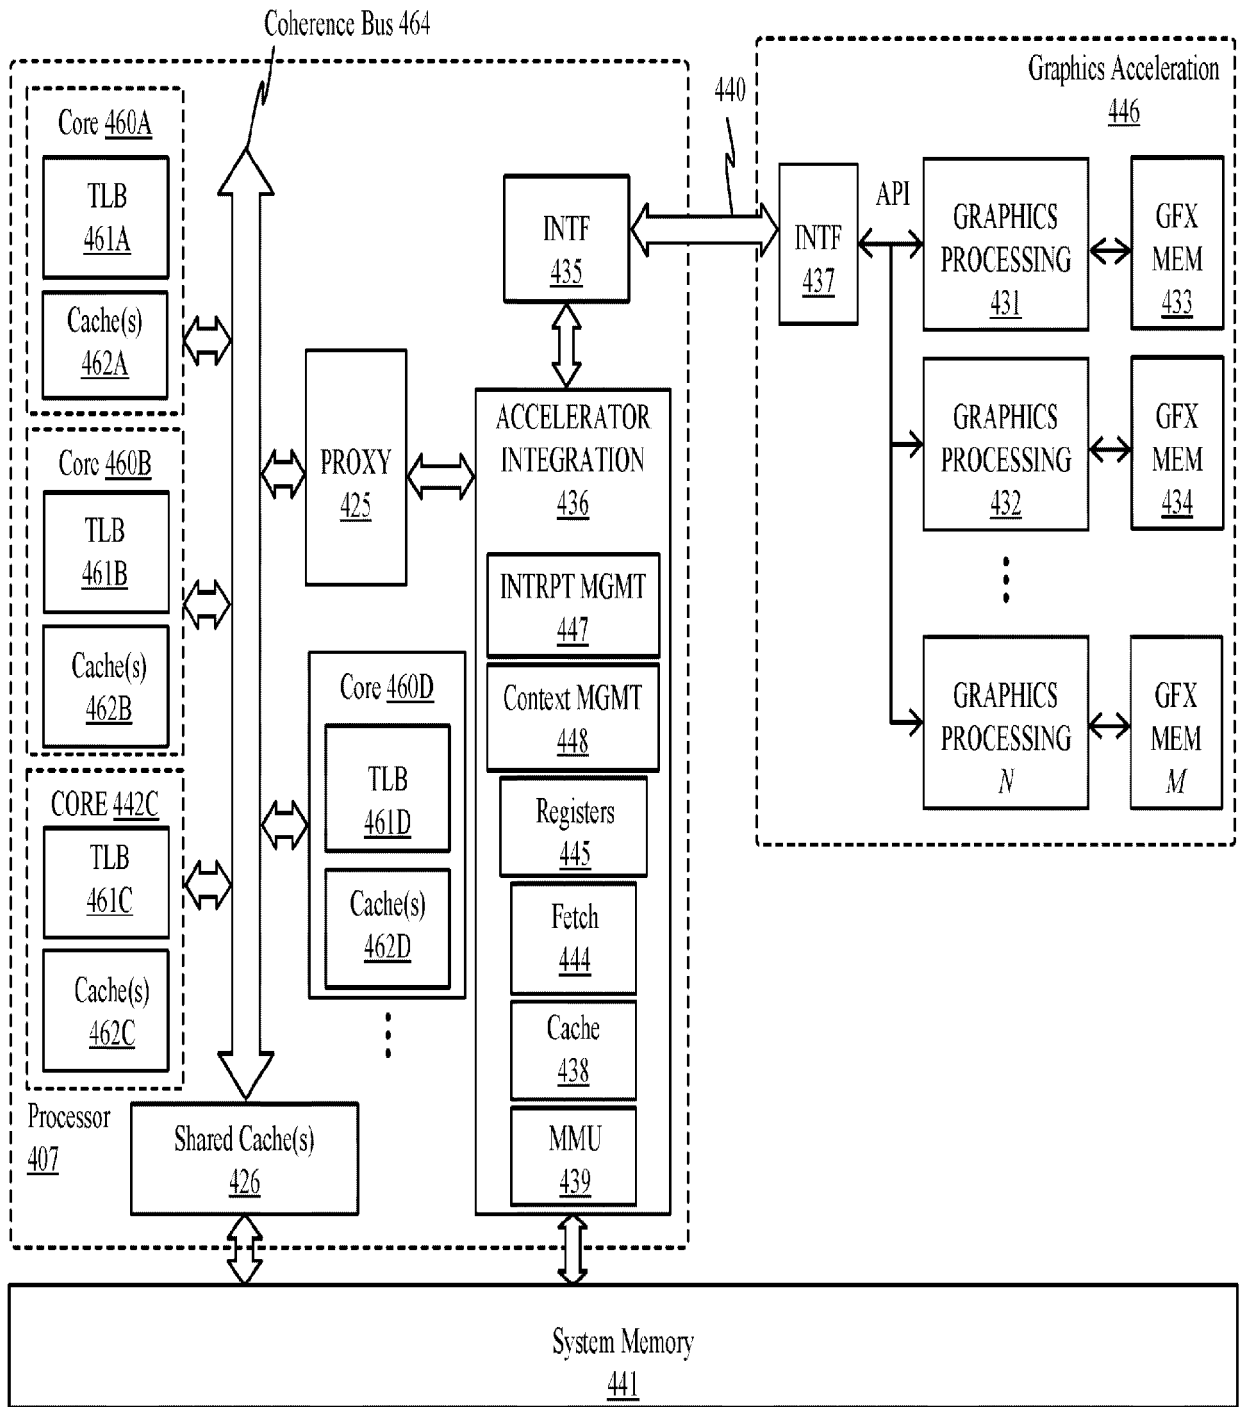 Coherence Bus 464
Core 460A
TLB
461A
Cache(s)
462A
Core 460B
TLB
461B
Cache(s)
462B
CORE 442C
TLB
461C
Cache(s)
462C
Processor
407
Shared Cache(s)
426
PROXY
425
Core 460D
TLB
461D
Cache(s)
462D
INTF
435
ACCELERATOR
INTEGRATION
436
INTRPT MGMT
447
Context MGMT
448
Registers
445
Fetch
444
Cache
438
MMU
439
440
Graphics Acceleration
446
INTF
437
API
GRAPHICS
PROCESSING
431
GFX
MEM
433
GRAPHICS
PROCESSING
432
GFX
MEM
434
GRAPHICS
PROCESSING
N
GFX
MEM
M
System Memory
441